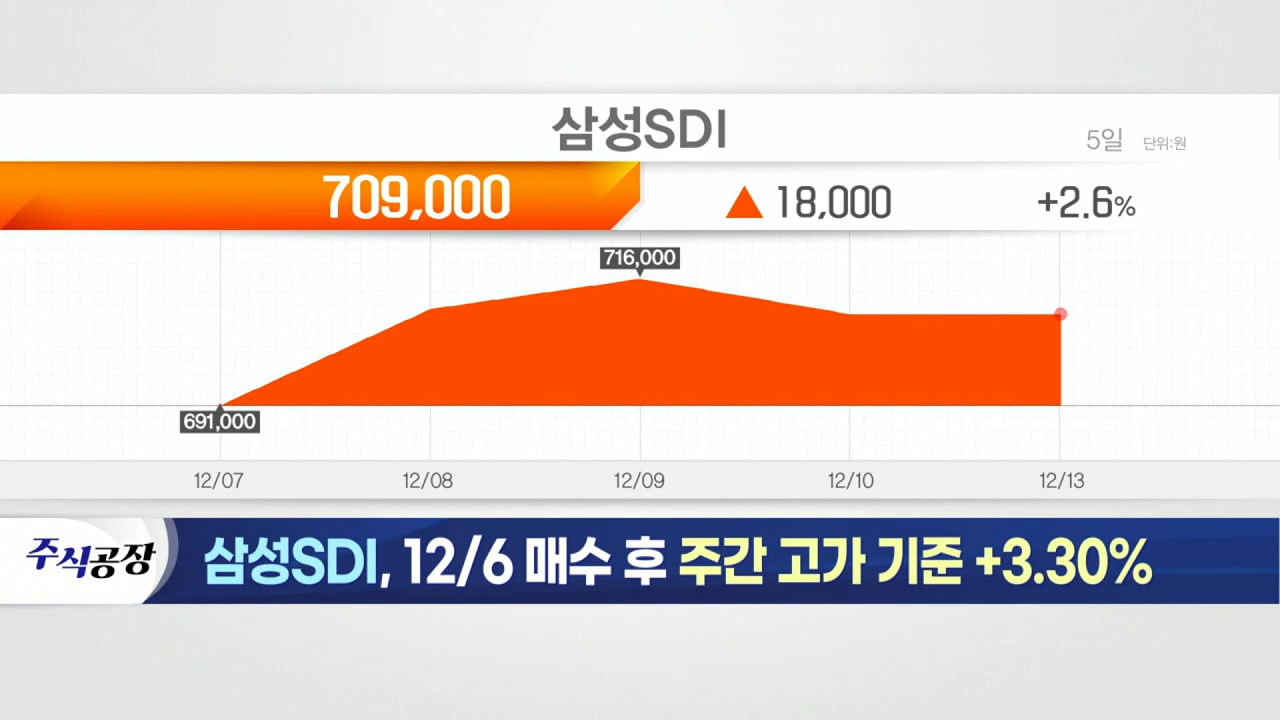 삼성SDI
5일 단위:원
709,000 ▲ 18,000 +2.6%
716,000
691,000
12/07 12/08 12/09 12/10 12/13
주식공장
삼성SDI, 12/6 매수 후 주간 고가 기준 +3.30%